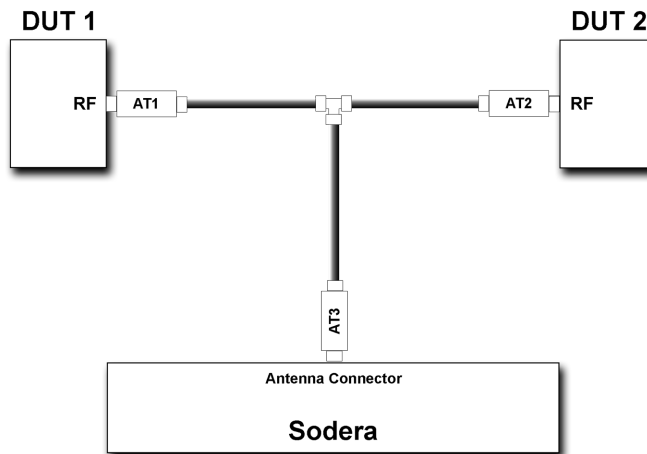 DUT 1
DUT 2
RF
AT1
AT2
RF
AT3
Antenna Connector
Sodera